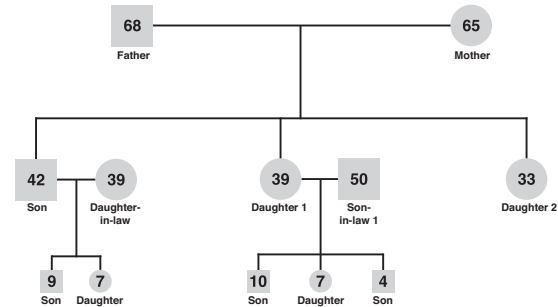 68
65
Father
Mother
42
39
39
50
33
Son
Daughter-
in-law
Daughter 1
Son-
in-law 1
Daughter 2
9
7
10
7
4
Son
Daughter
Son
Daughter
Son